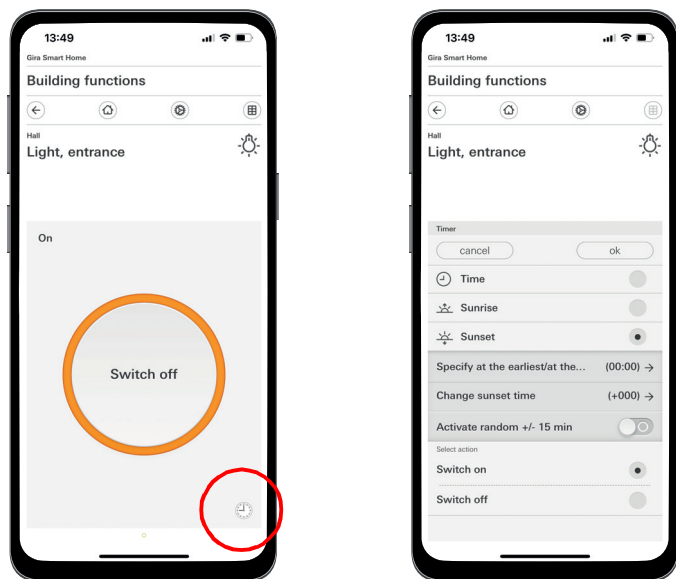 13:49
Gira Smart Home
Building functions
Hall
Light, entrance
On
Switch off
13:49
Gira Smart Home
Building functions
Hall
Light, entrance
Timer
cancel ok
Time
Sunrise
Sunset
Specify at the earliest/at the... (00:00) →
Change sunset time (+000) →
Activate random +/- 15 min
Select action
Switch on
Switch off